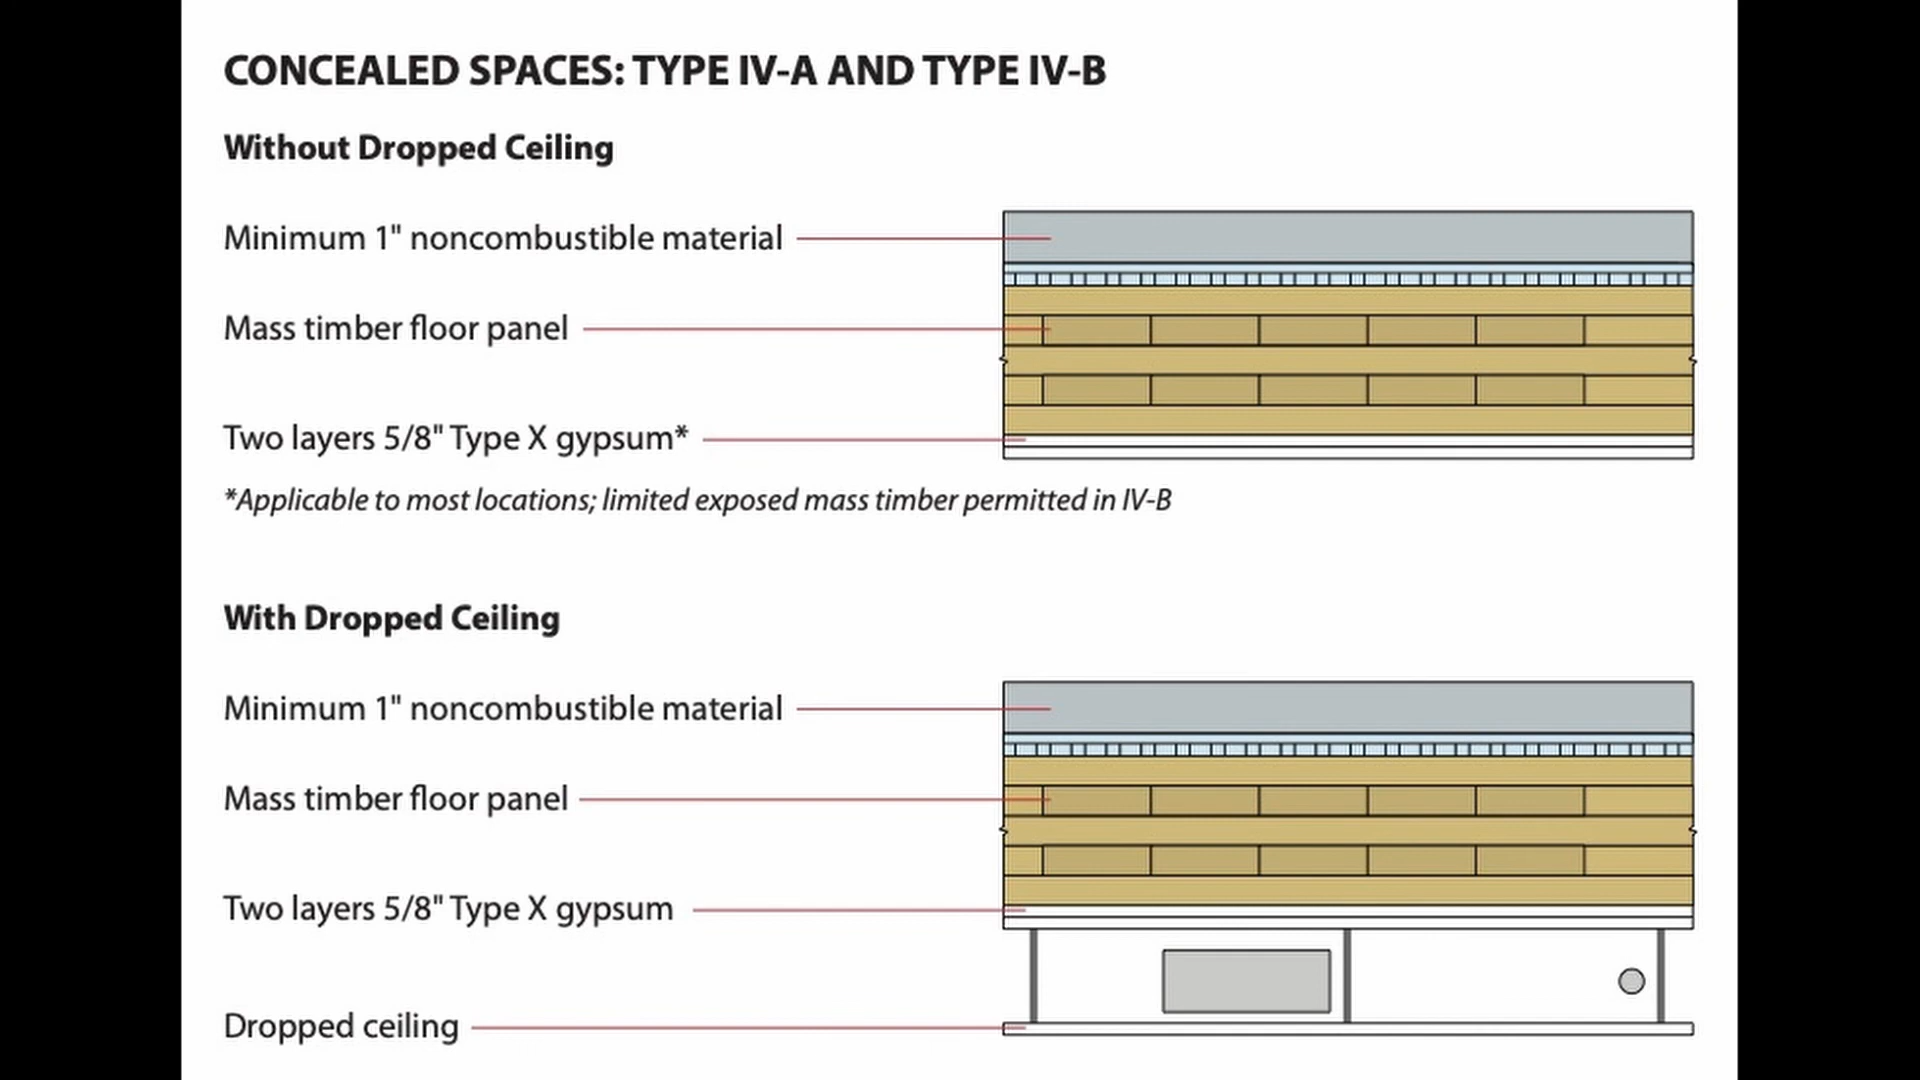 CONCEALED SPACES: TYPE IV-A AND TYPE IV-B
Without Dropped Ceiling
Minimum 1" noncombustible material
Mass timber floor panel
Two layers 5/8" Type X gypsum*
*Applicable to most locations; limited exposed mass timber permitted in IV-B
With Dropped Ceiling
Minimum 1" noncombustible material
Mass timber floor panel
Two layers 5/8" Type X gypsum
Dropped ceiling